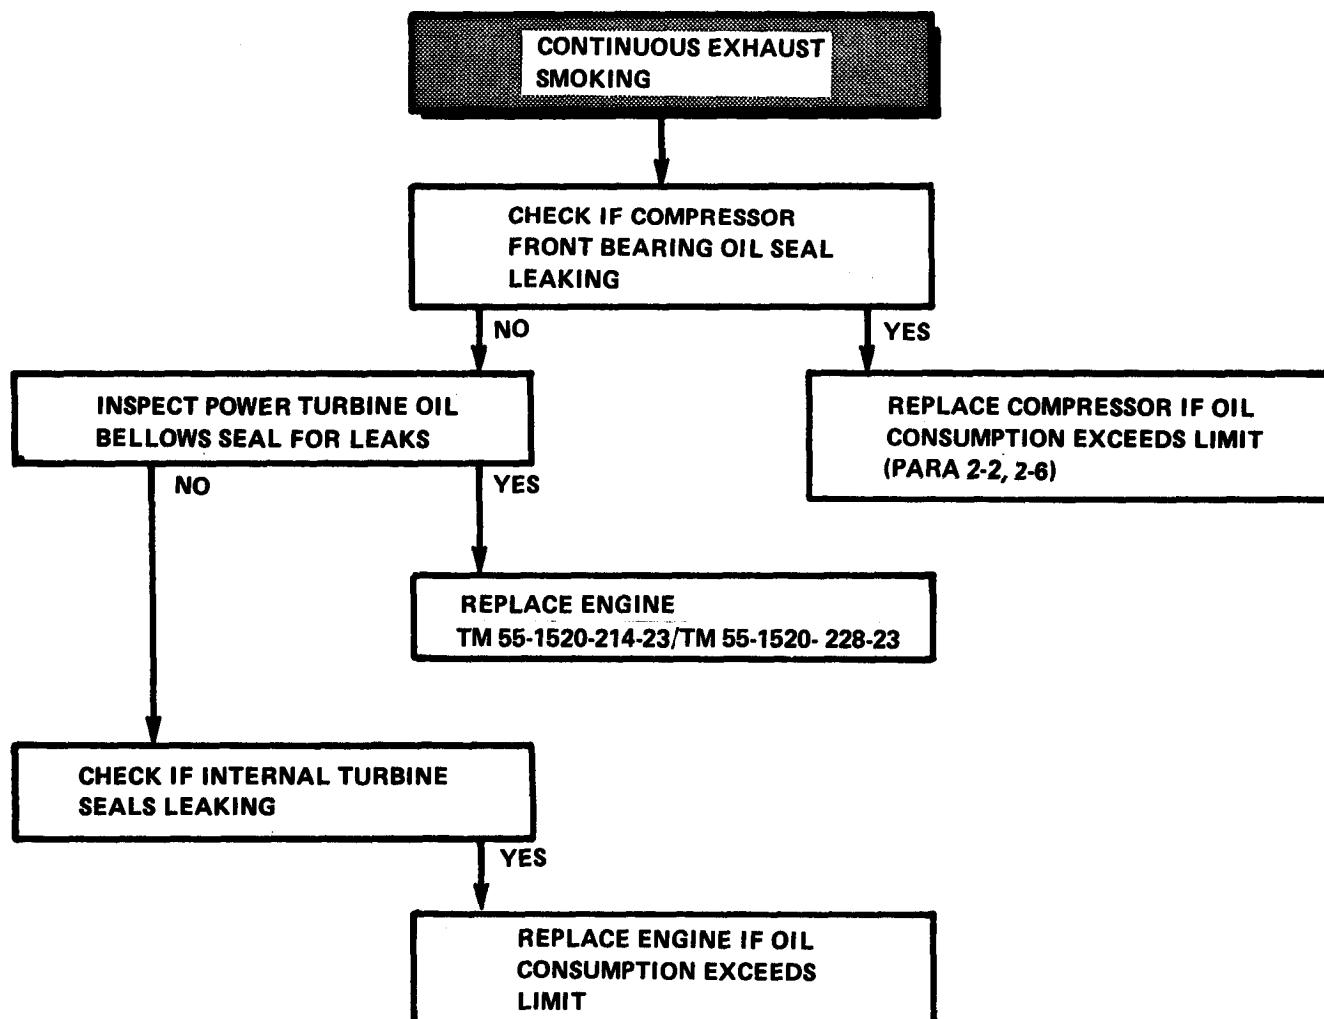 CONTINUOUS EXHAUST
SMOKING
CHECK IF COMPRESSOR
FRONT BEARING OIL SEAL
LEAKING
NO
YES
INSPECT POWER TURBINE OIL
BELLOWS SEAL FOR LEAKS
REPLACE COMPRESSOR IF OIL
CONSUMPTION EXCEEDS LIMIT
(PARA 2-2, 2-6)
NO
YES
REPLACE ENGINE
TM 55-1520-214-23/TM 55-1520- 228-23
CHECK IF INTERNAL TURBINE
SEALS LEAKING
YES
REPLACE ENGINE IF OIL
CONSUMPTION EXCEEDS
LIMIT